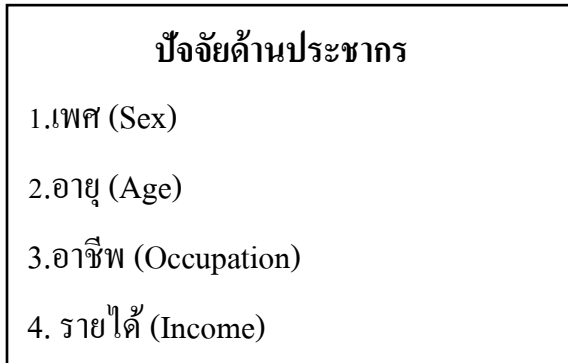 ปัจจัยด้านประชากร
1.เพศ (Sex)
2.อายุ (Age)
3.อาชีพ (Occupation)
4. รายได้ (Income)